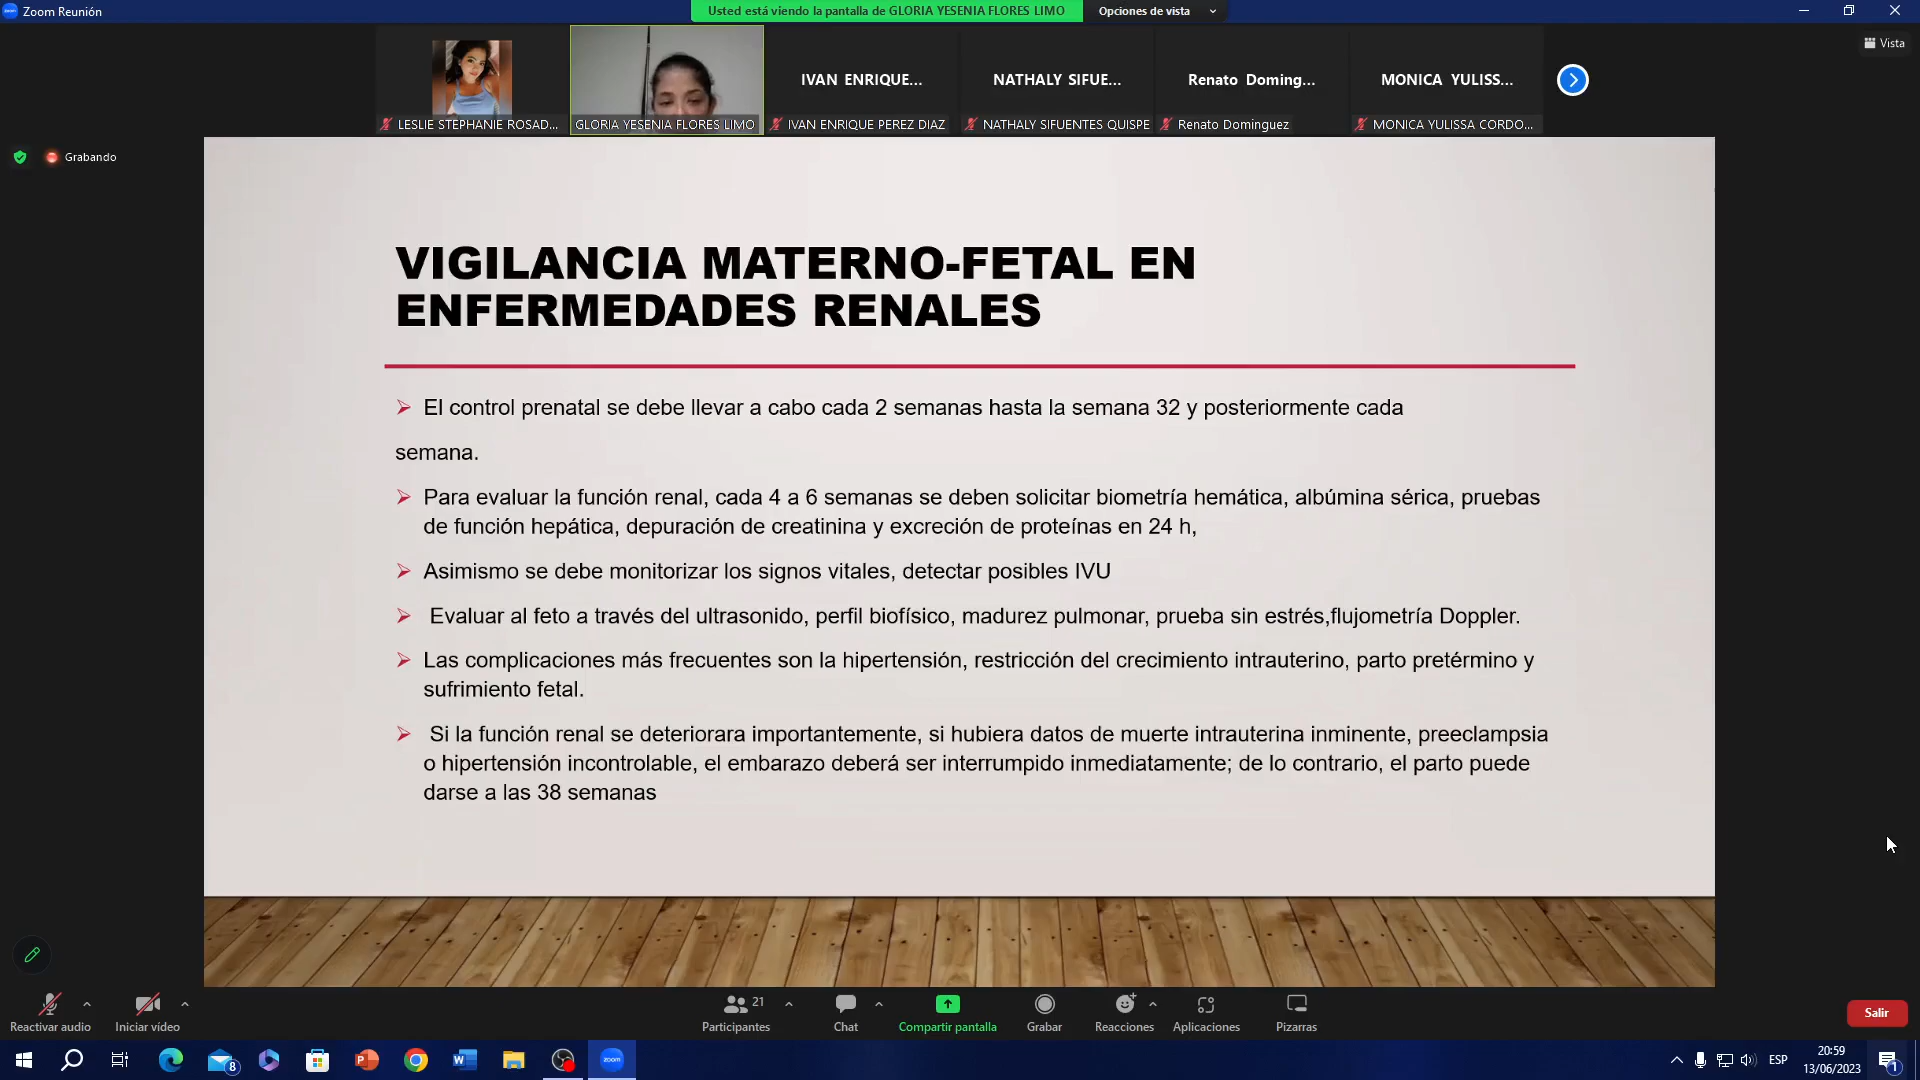 Zoom Reunión
Usted está viendo la pantalla de GLORIA YESENIA FLORES LIMO
Opciones de vista
Vista
IVAN ENRIQUE...
NATHALY SIFUE...
Renato Doming...
MONICA YULISS...
LESLIE STEPHANIE ROSAD...
GLORIA YESENIA FLORES LIMO
IVAN ENRIQUE PEREZ DIAZ
NATHALY SIFUENTES QUISPE
Renato Dominguez
MONICA YULISSA CORDO...
Grabando
VIGILANCIA MATERNO-FETAL EN
ENFERMEDADES RENALES
El control prenatal se debe llevar a cabo cada 2 semanas hasta la semana 32 y posteriormente cada
semana.
Para evaluar la función renal, cada 4 a 6 semanas se deben solicitar biometría hemática, albúmina sérica, pruebas
de función hepática, depuración de creatinina y excreción de proteínas en 24 h,
Asimismo se debe monitorizar los signos vitales, detectar posibles IVU
Evaluar al feto a través del ultrasonido, perfil biofísico, madurez pulmonar, prueba sin estrés,flujometría Doppler.
Las complicaciones más frecuentes son la hipertensión, restricción del crecimiento intrauterino, parto pretérmino y
sufrimiento fetal.
Si la función renal se deteriorara importantemente, si hubiera datos de muerte intrauterina inminente, preeclampsia
o hipertensión incontrolable, el embarazo deberá ser interrumpido inmediatamente; de lo contrario, el parto puede
darse a las 38 semanas
21
Reactivar audio
Iniciar vídeo
Participantes
Chat
Compartir pantalla
Grabar
Reacciones
Aplicaciones
Pizarras
Salir
8
zoom
ESP
20:59
13/06/2023
1